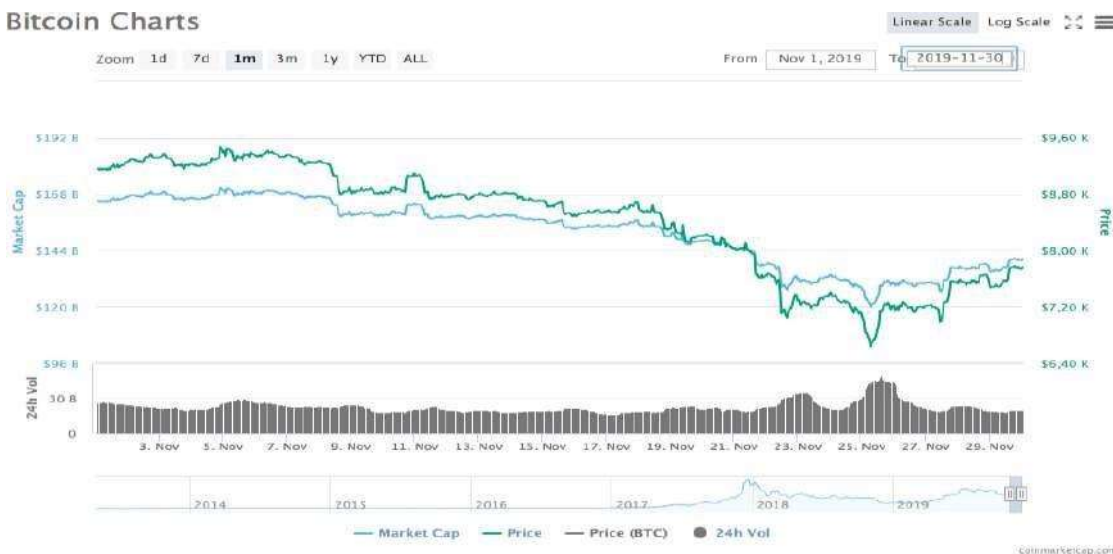 Bitcoin Charts
Linear Scale Log Scale
Zoom 1d 7d 1m 3m 1y YTD ALL
From Nov 1, 2019 To 2019-11-30
$192 B $9,60 K
$168 B $8,80 K
$144 B $8,00 K
$120 B $7,20 K
$96 B $6,40 K
Market Cap
Price
24h Vol
30 B
0
3. Nov 5. Nov 7. Nov 9. Nov 11. Nov 13. Nov 15. Nov 17. Nov 19. Nov 21. Nov 23. Nov 25. Nov 27. Nov 29. Nov
2014 2015 2016 2017 2018 2019
Market Cap Price Price (BTC) 24h Vol
coinmarketcap.com